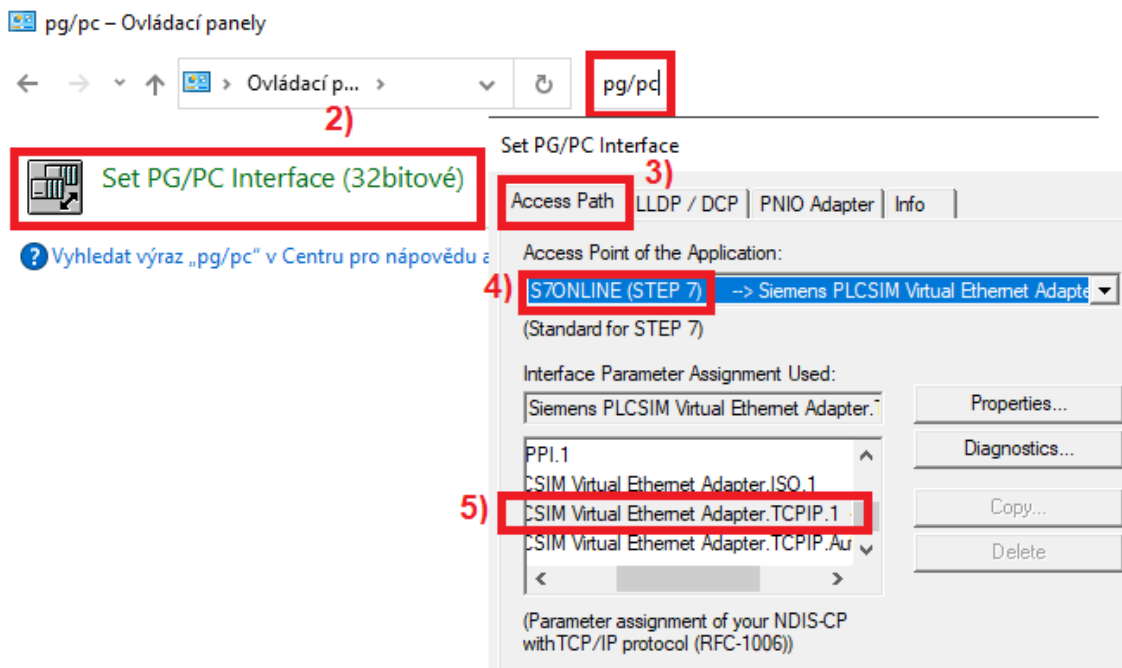 pg/pc – Ovládací panely
Ovládací p...
pg/pc
2)
Set PG/PC Interface (32bitové)
Vyhledat výraz „pg/pc“ v Centru pro nápovědu a
Set PG/PC Interface
3)
Access Path
LLDP / DCP
PNIO Adapter
Info
Access Point of the Application:
4)
S7ONLINE (STEP 7) --> Siemens PLCSIM Virtual Ethernet Adapte
(Standard for STEP 7)
Interface Parameter Assignment Used:
Siemens PLCSIM Virtual Ethernet Adapter.
Properties...
Diagnostics...
Copy...
Delete
PPI.1
CSIM Virtual Ethernet Adapter.ISO.1
5)
CSIM Virtual Ethernet Adapter.TCPIP.1
CSIM Virtual Ethernet Adapter.TCPIP.Au
(Parameter assignment of your NDIS-CP
withTCP/IP protocol (RFC-1006))